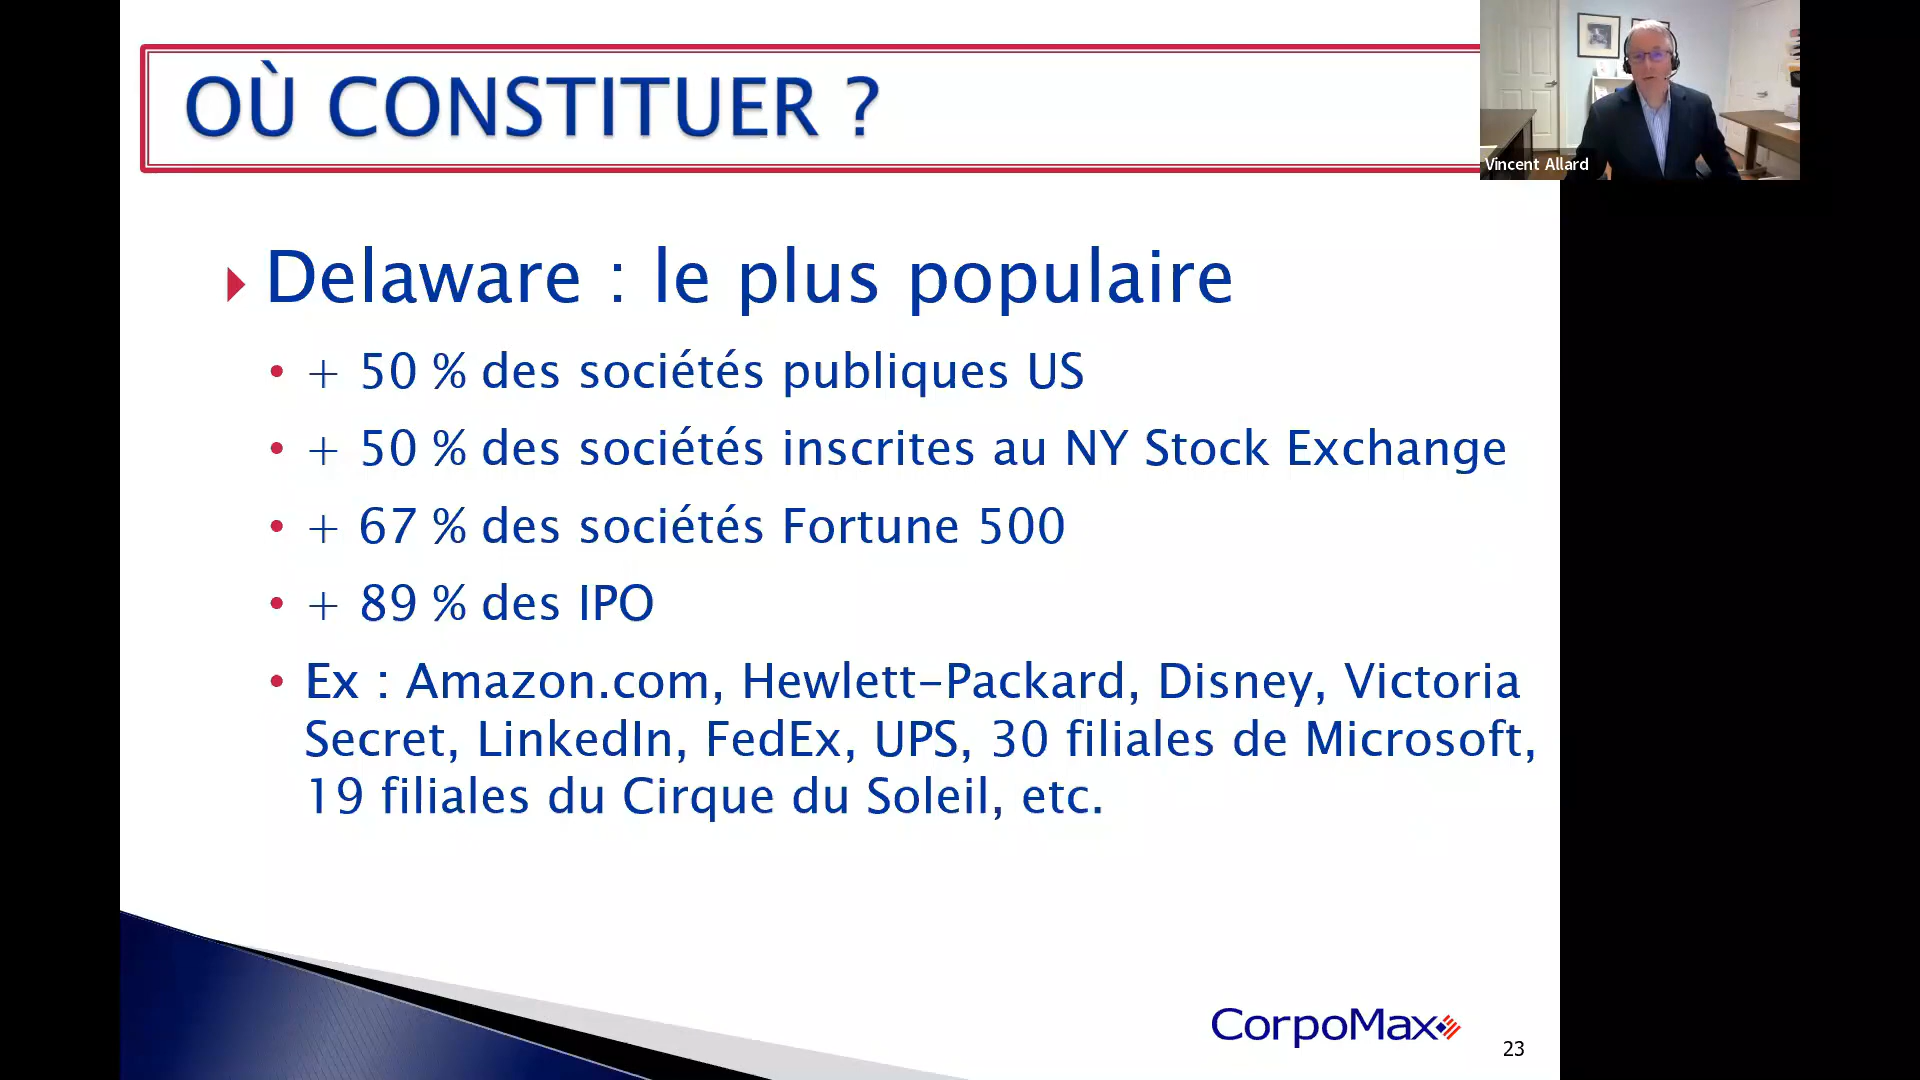 OÙ CONSTITUER ?
Vincent Allard
Delaware : le plus populaire
• + 50 % des sociétés publiques US
• + 50 % des sociétés inscrites au NY Stock Exchange
• + 67 % des sociétés Fortune 500
• + 89 % des IPO
• Ex : Amazon.com, Hewlett-Packard, Disney, Victoria
Secret, LinkedIn, FedEx, UPS, 30 filiales de Microsoft,
19 filiales du Cirque du Soleil, etc.
CorpoMax
23